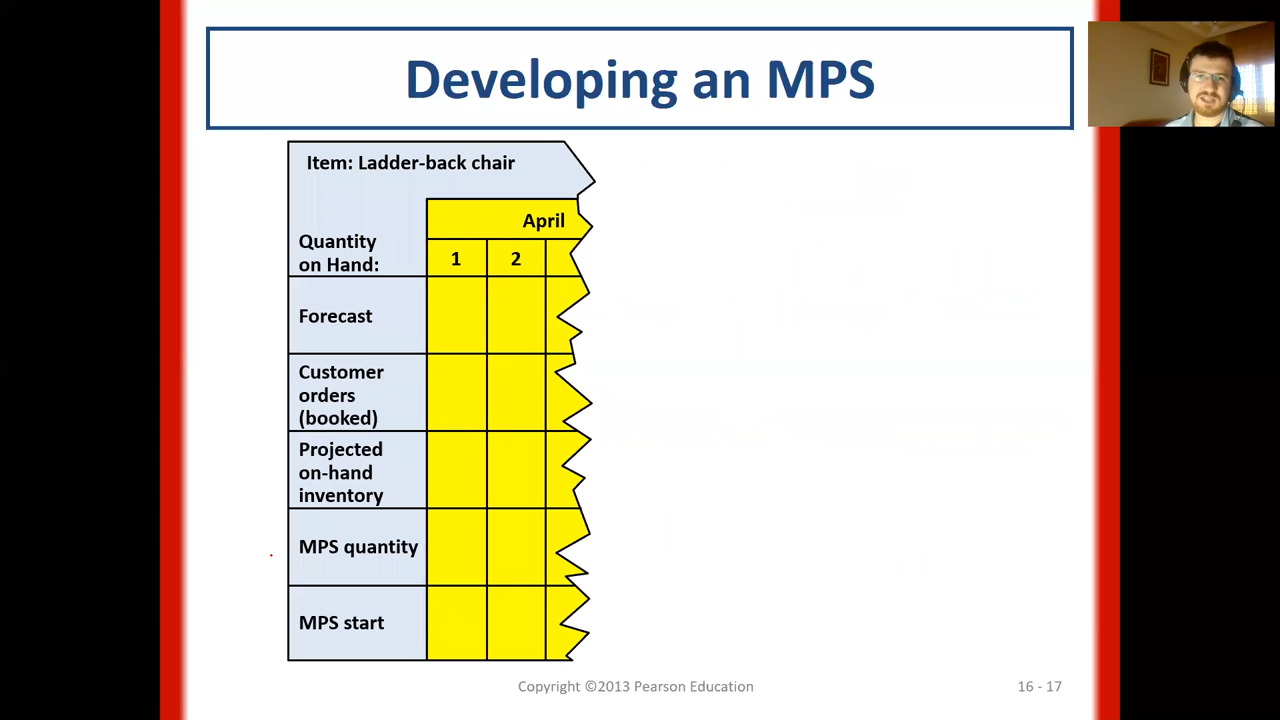 Developing an MPS
Item: Ladder-back chair
April
Quantity
on Hand:
1 2
Forecast
Customer
orders
(booked)
Projected
on-hand
inventory
MPS quantity
MPS start
Copyright ©2013 Pearson Education
16 - 17